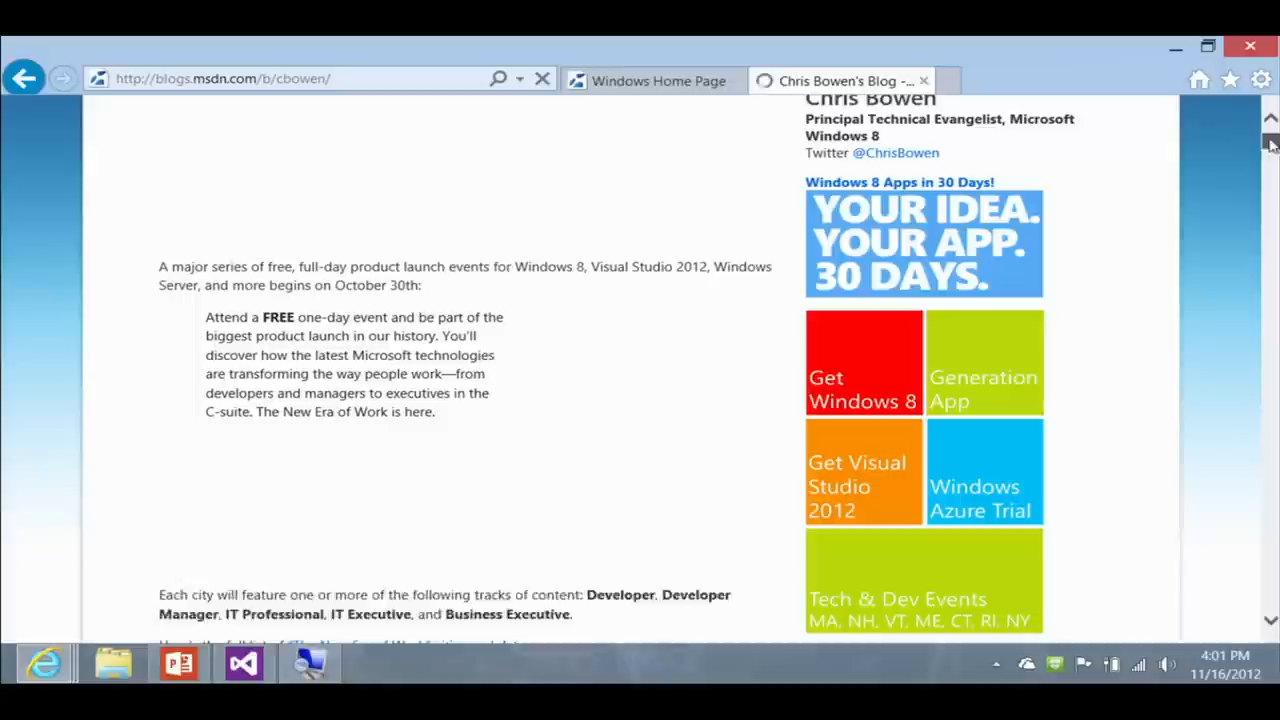 http://blogs.msdn.com/b/cbowen/
Windows Home Page
Chris Bowen's Blog -...
Chris Bowen
Principal Technical Evangelist, Microsoft
Windows 8
Twitter @ChrisBowen
Windows 8 Apps in 30 Days!
YOUR IDEA.
YOUR APP.
30 DAYS.
A major series of free, full-day product launch events for Windows 8, Visual Studio 2012, Windows
Server, and more begins on October 30th:
Attend a FREE one-day event and be part of the
biggest product launch in our history. You'll
discover how the latest Microsoft technologies
are transforming the way people work—from
developers and managers to executives in the
C-suite. The New Era of Work is here.
Get
Windows 8
Generation
App
Get Visual
Studio
2012
Windows
Azure Trial
Tech & Dev Events
MA, NH, VT, ME, CT, RI, NY
Each city will feature one or more of the following tracks of content: Developer, Developer
Manager, IT Professional, IT Executive, and Business Executive.
4:01 PM
11/16/2012